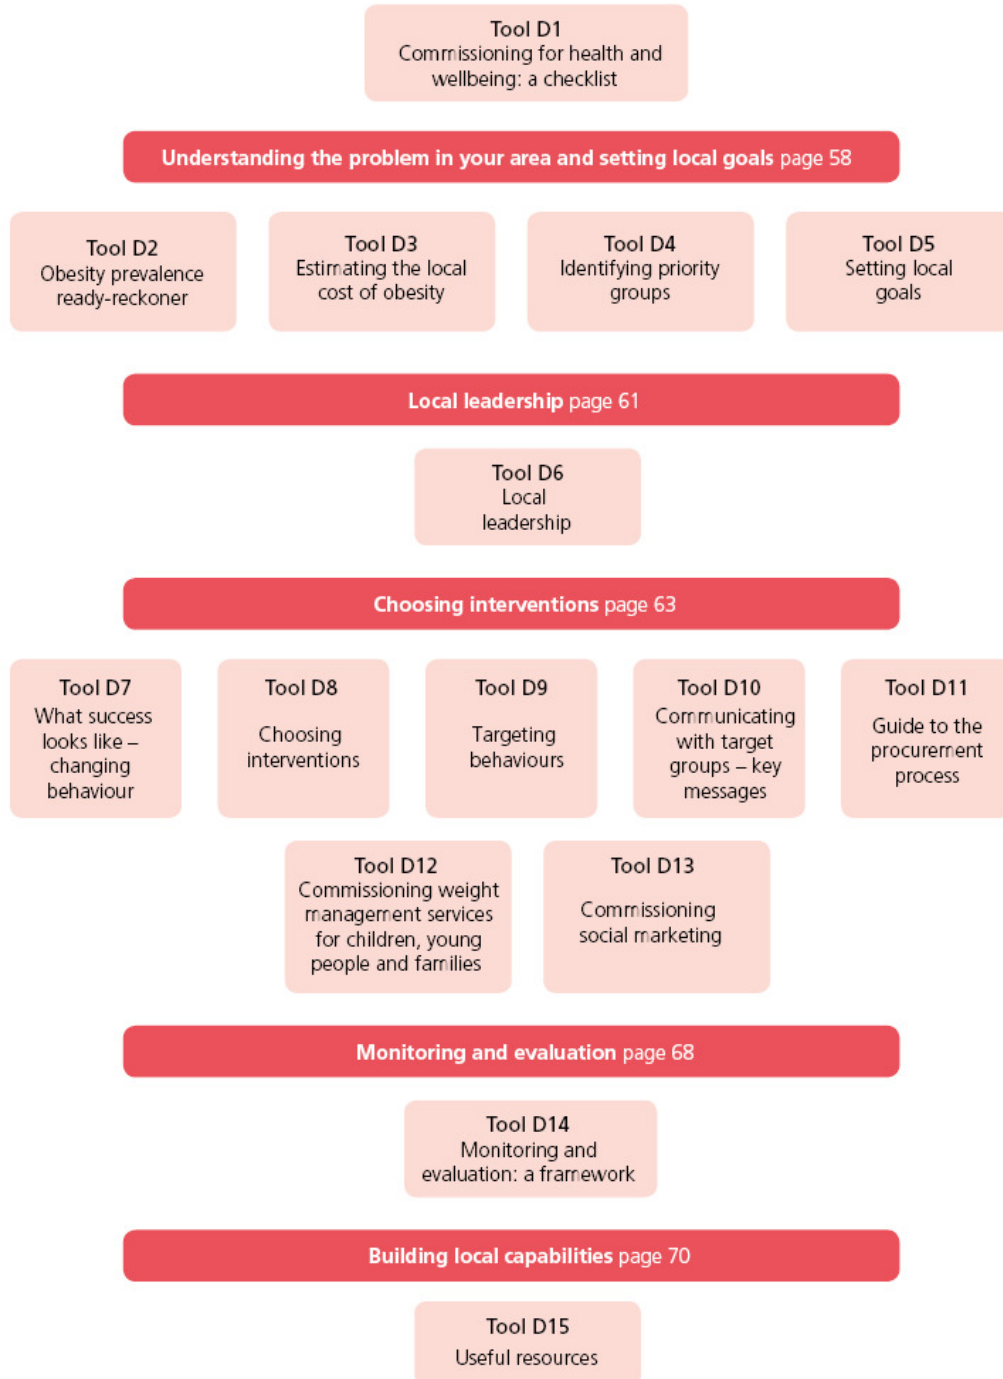 Tool D1
Commissioning for health and
wellbeing: a checklist
Understanding the problem in your area and setting local goals page 58
Tool D2
Obesity prevalence
ready-reckoner
Tool D3
Estimating the local
cost of obesity
Tool D4
Identifying priority
groups
Tool D5
Setting local
goals
Local leadership page 61
Tool D6
Local
leadership
Choosing interventions page 63
Tool D7
What success
looks like –
changing
behaviour
Tool D8
Choosing
interventions
Tool D9
Targeting
behaviours
Tool D10
Communicating
with target
groups – key
messages
Tool D11
Guide to the
procurement
process
Tool D12
Commissioning weight
management services
for children, young
people and families
Tool D13
Commissioning
social marketing
Monitoring and evaluation page 68
Tool D14
Monitoring and
evaluation: a framework
Building local capabilities page 70
Tool D15
Useful resources